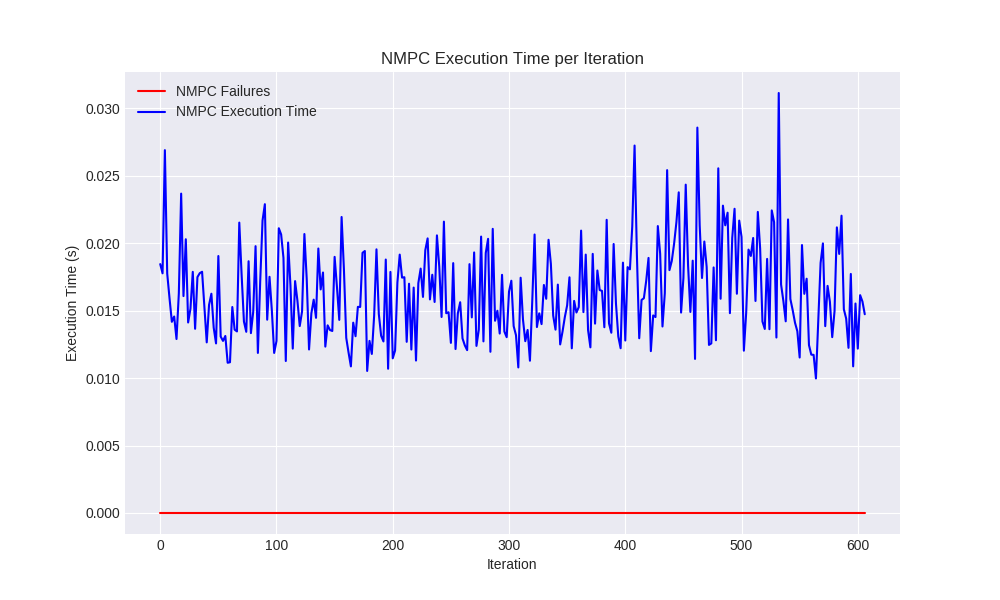 NMPC Execution Time per Iteration
NMPC Failures
NMPC Execution Time
Execution Time (s)
0.030
0.025
0.020
0.015
0.010
0.005
0.000
0 100 200 300 400 500 600
Iteration